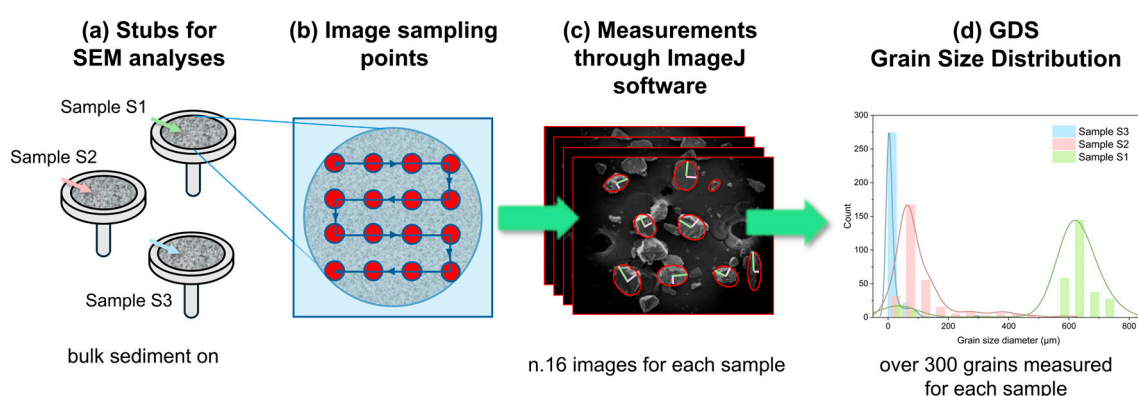 (a) Stubs for
SEM analyses
(b) Image sampling
points
(c) Measurements
through ImageJ
software
(d) GDS
Grain Size Distribution
Sample S1
Sample S2
Sample S3
bulk sediment on
n.16 images for each sample
300
250
200
150
100
50
0
Count
Sample S3
Sample S2
Sample S1
0
200
400
600
800
Grain size diameter (μm)
over 300 grains measured
for each sample